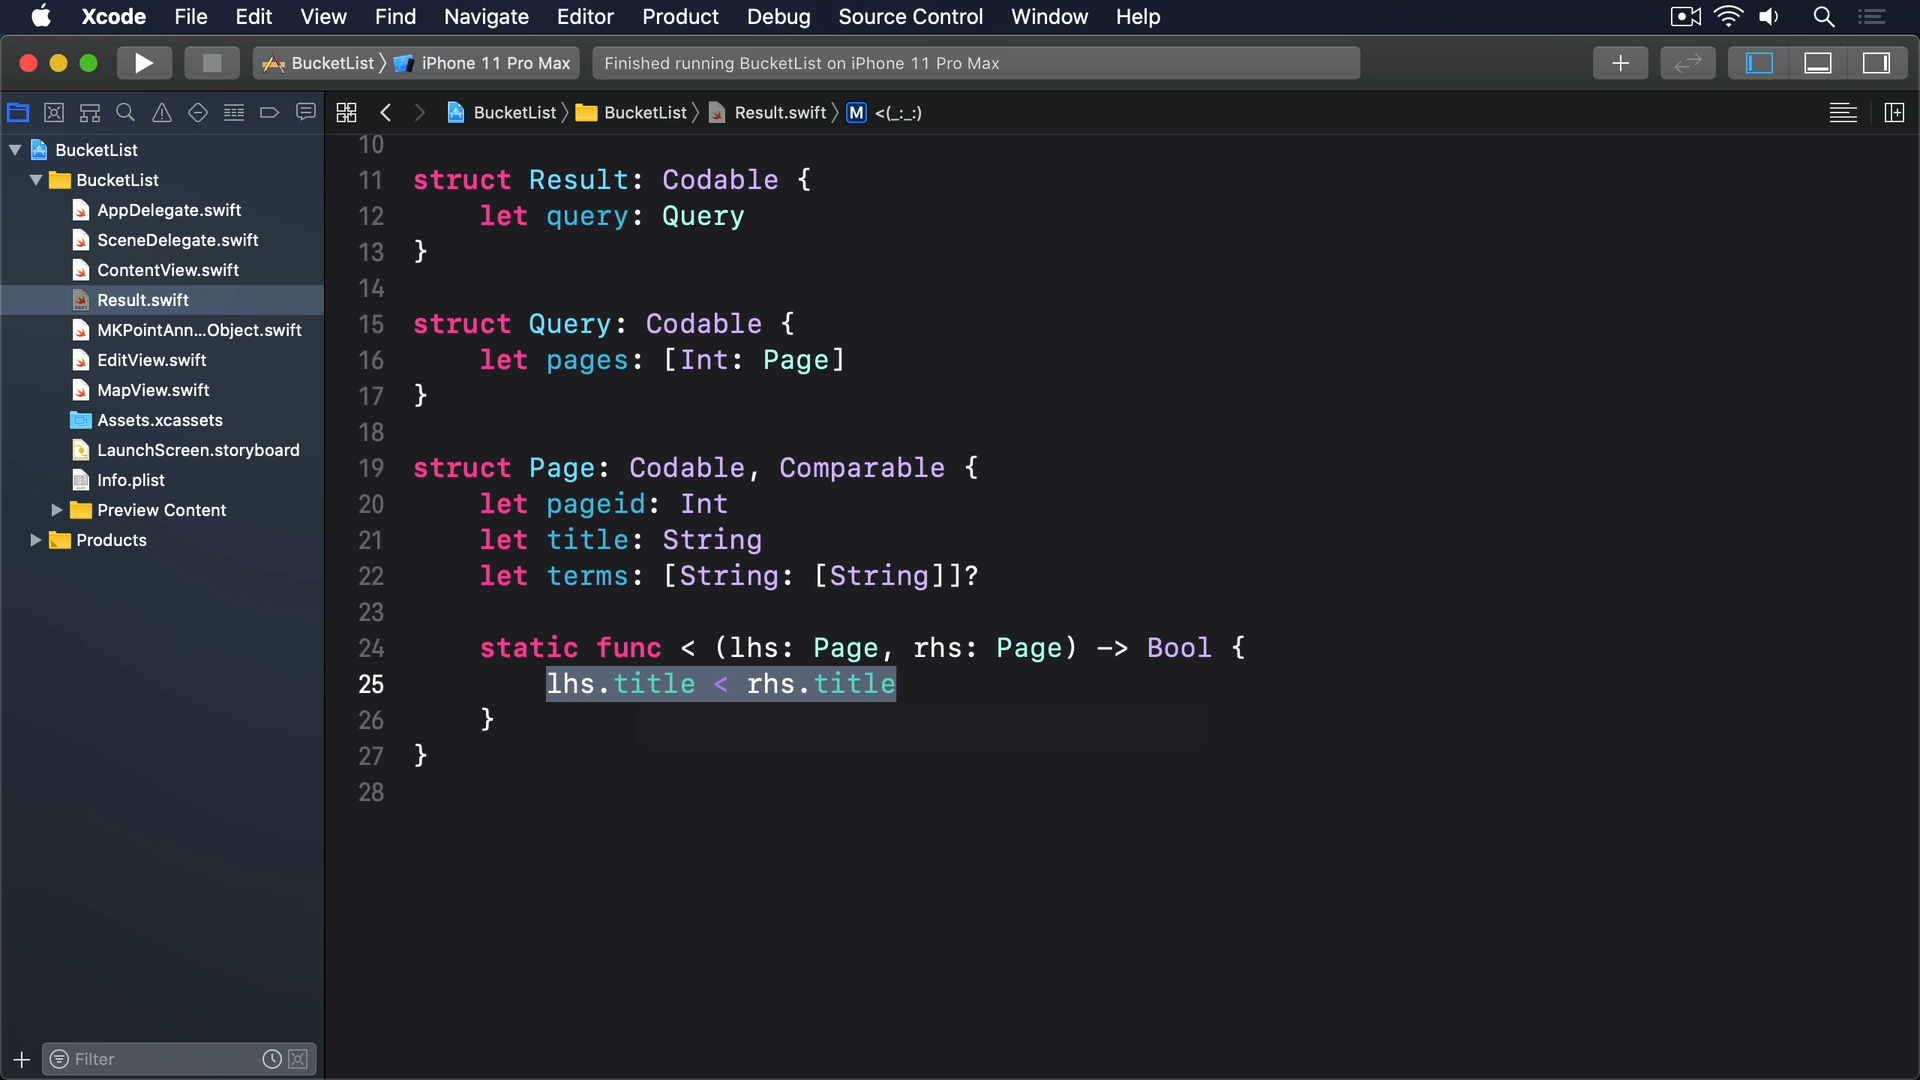 Xcode File Edit View Find Navigate Editor Product Debug Source Control Window Help
BucketList iPhone 11 Pro Max Finished running BucketList on iPhone 11 Pro Max
BucketList BucketList Result.swift M <(_:_:)
BucketList
BucketList
AppDelegate.swift
SceneDelegate.swift
ContentView.swift
Result.swift
MKPointAnn...Object.swift
EditView.swift
MapView.swift
Assets.xcassets
LaunchScreen.storyboard
Info.plist
Preview Content
Products
Filter
10
11 struct Result: Codable {
12 let query: Query
13 }
14
15 struct Query: Codable {
16 let pages: [Int: Page]
17 }
18
19 struct Page: Codable, Comparable {
20 let pageid: Int
21 let title: String
22 let terms: [String: [String]]?
23
24 static func < (lhs: Page, rhs: Page) -> Bool {
25 lhs.title < rhs.title
26 }
27 }
28